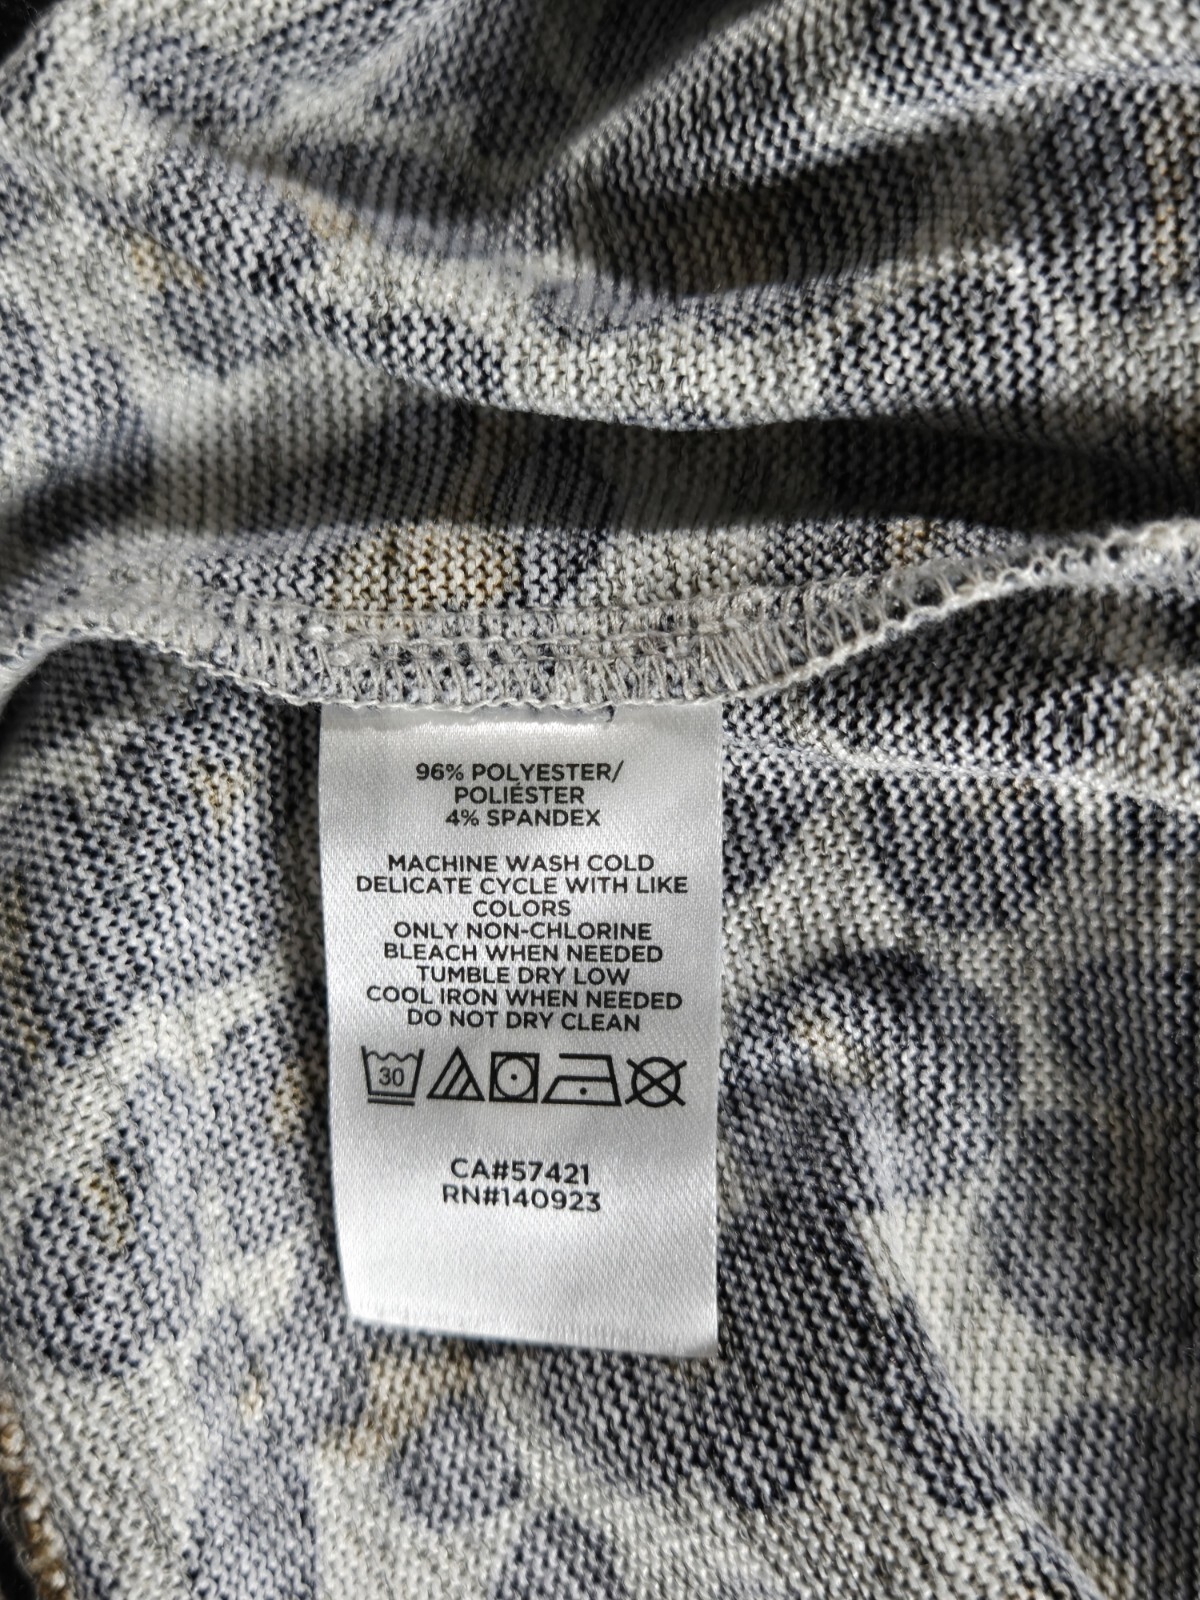 96% POLYESTER/
POLIÉSTER
4% SPANDEX
MACHINE WASH COLD
DELICATE CYCLE WITH LIKE
COLORS
ONLY NON-CHLORINE
BLEACH WHEN NEEDED
TUMBLE DRY LOW
COOL IRON WHEN NEEDED
DO NOT DRY CLEAN
30
CA#57421
RN#140923